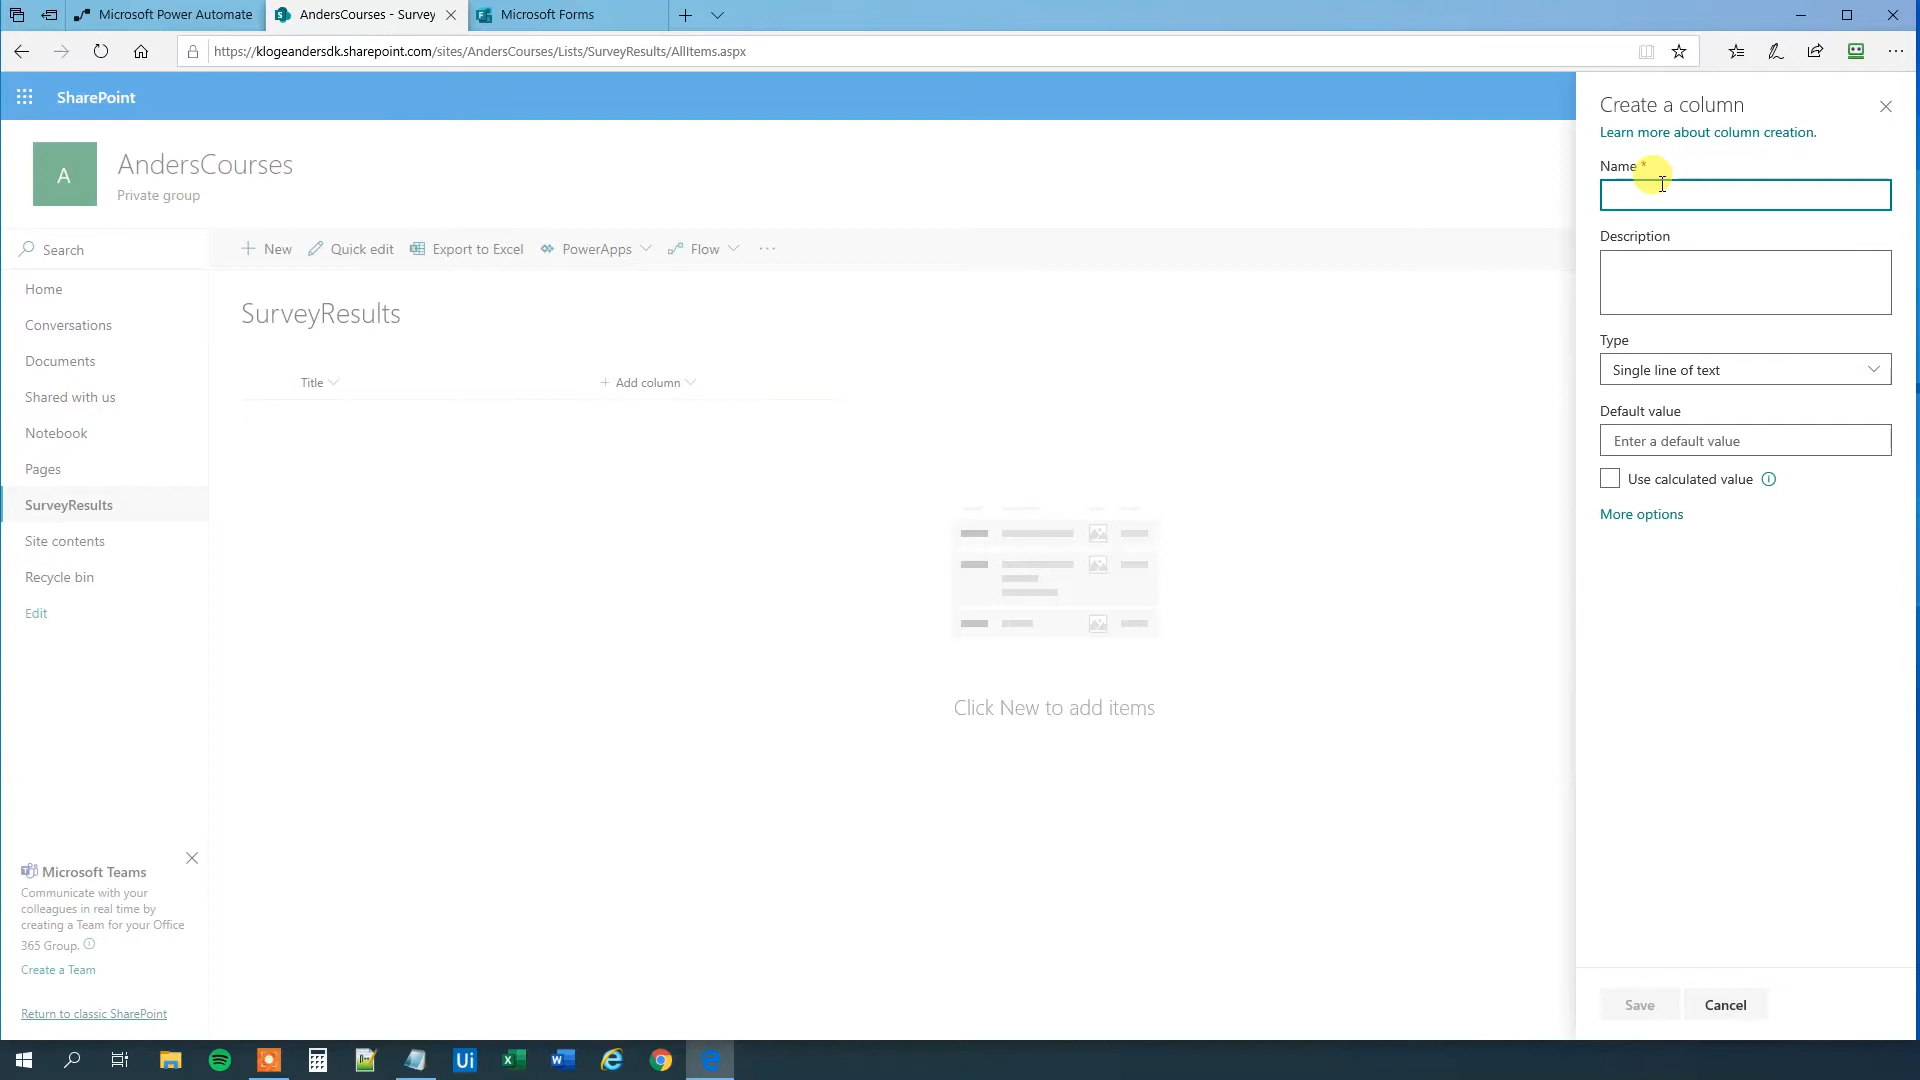 Microsoft Power Automate
AndersCourses - Survey
Microsoft Forms
https://klogeandersdk.sharepoint.com/sites/AndersCourses/Lists/SurveyResults/AllItems.aspx
SharePoint
A
AndersCourses
Private group
Search
New
Quick edit
Export to Excel
PowerApps
Flow
Home
Conversations
Documents
Shared with us
Notebook
Pages
SurveyResults
Site contents
Recycle bin
Edit
SurveyResults
Title
Add column
Click New to add items
Microsoft Teams
Communicate with your
colleagues in real time by
creating a Team for your Office
365 Group.
Create a Team
Return to classic SharePoint
Create a column
Learn more about column creation.
Name *
Description
Type
Single line of text
Default value
Enter a default value
Use calculated value
More options
Save
Cancel
Ui